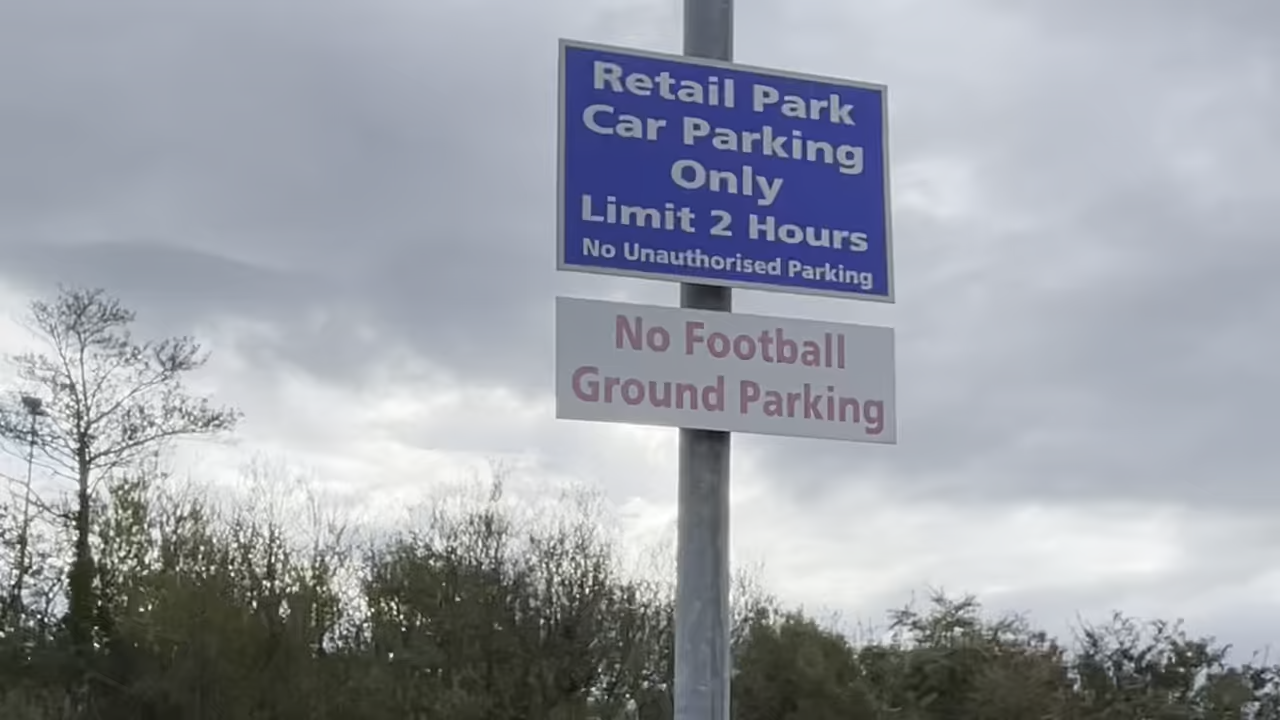 Retail Park
Car Parking
Only
Limit 2 Hours
No Unauthorised Parking
No Football
Ground Parking